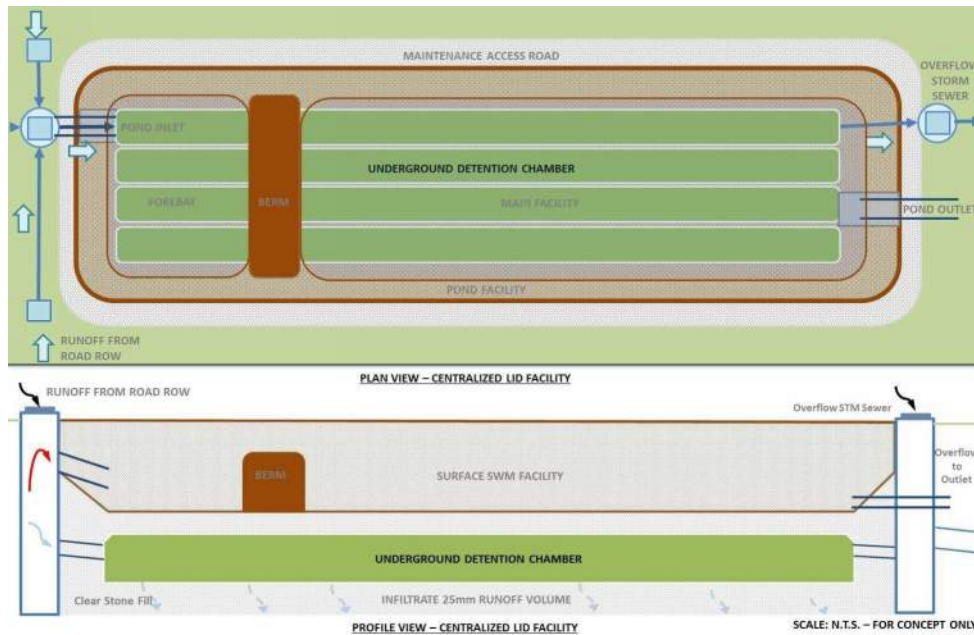 MAINTENANCE ACCESS ROAD
OVERFLOW
STORM
SEWER
POND INLET
UNDERGROUND DETENTION CHAMBER
FOREBAY
BERM
MAIN FACILITY
POND OUTLET
POND FACILITY
RUNOFF FROM
ROAD ROW
PLAN VIEW – CENTRALIZED LID FACILITY
RUNOFF FROM ROAD ROW
Overflow STM Sewer
BERM
SURFACE SWM FACILITY
Overflow
to
Outlet
UNDERGROUND DETENTION CHAMBER
Clear Stone Fill
INFILTRATE 25mm RUNOFF VOLUME
PROFILE VIEW – CENTRALIZED LID FACILITY
SCALE: N.T.S. – FOR CONCEPT ONLY